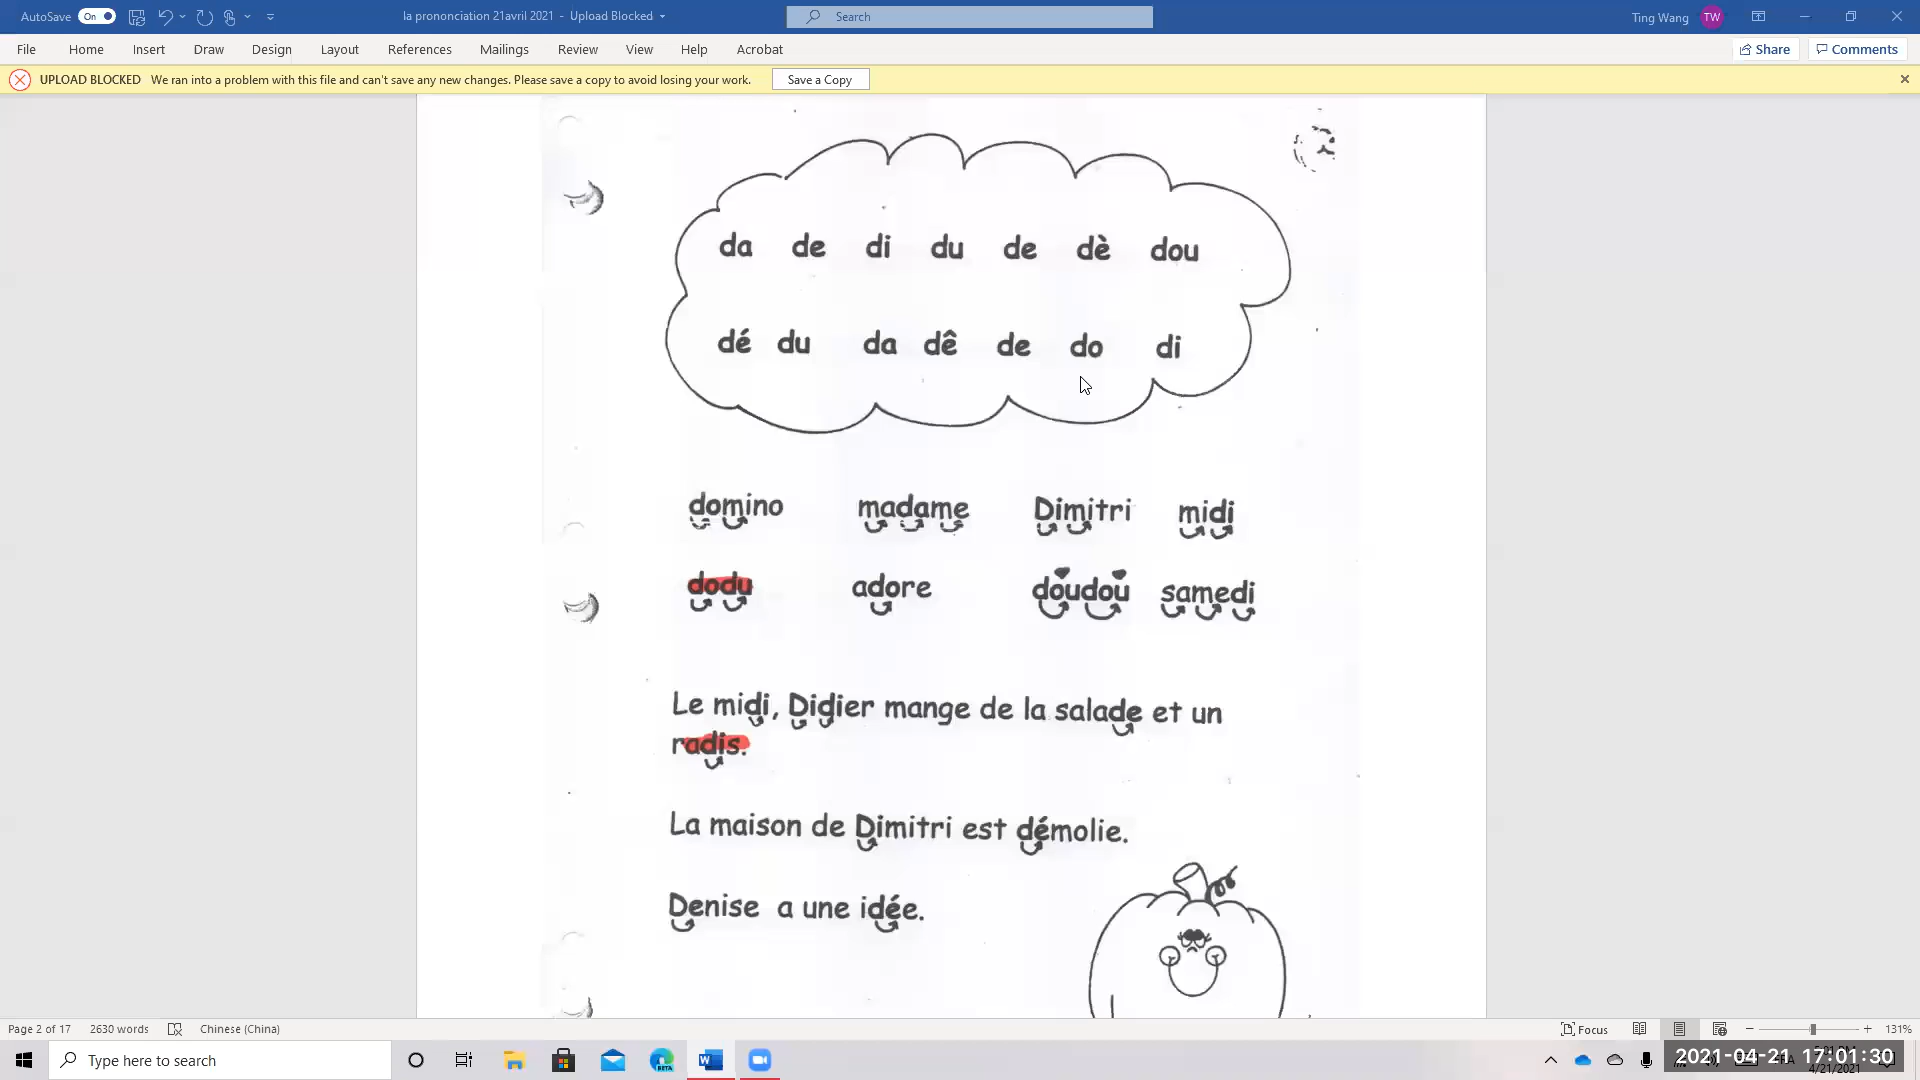 AutoSave On la prononciation 21avril 2021 - Upload Blocked Search Ting Wang TW
File Home Insert Draw Design Layout References Mailings Review View Help Acrobat Share Comments
UPLOAD BLOCKED We ran into a problem with this file and can't save any new changes. Please save a copy to avoid losing your work. Save a Copy
da de di du de dè dou
dé du da dê de do di
domino madame Dimitri midi
dodu adore doudou samedi
Le midi, Didier mange de la salade et un
radis.
La maison de Dimitri est démolie.
Denise a une idée.
Page 2 of 17 2630 words Chinese (China) Focus 131%
Type here to search BETA 2021-04-21 17:01:30
4/21/2021